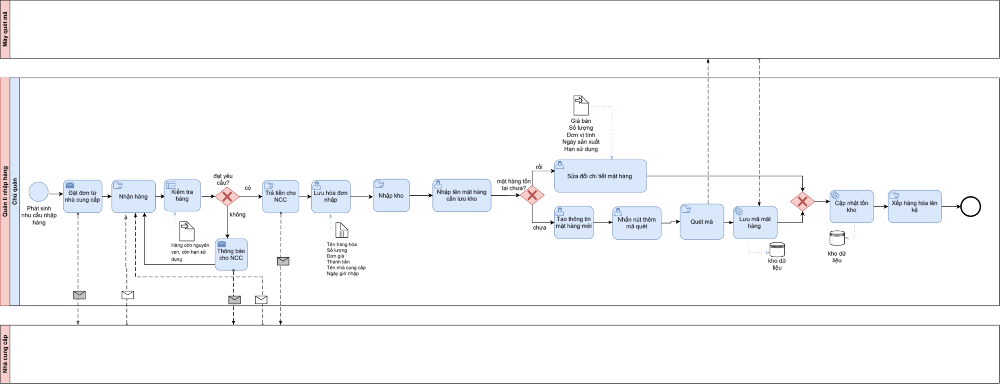 Máy quét mã
Quản lí nhập hàng
Chủ quán
Phát sinh
nhu cầu nhập
hàng
Đặt đơn từ
nhà cung cấp
Nhận hàng
Kiểm tra
hàng
Hàng còn nguyên
vẹn, còn hạn sử
dụng
đạt yêu
cầu?
có
không
Thông báo
cho NCC
Trả tiền cho
NCC
Lưu hóa đơn
nhập
Tên hàng hóa
Số lượng
Đơn giá
Thành tiền
Tên nhà cung cấp
Ngày giờ nhập
Nhập kho
Nhập tên mặt hàng
cần lưu kho
mặt hàng tồn
tại chưa?
rồi
chưa
Giá bán
Số lượng
Đơn vị tính
Ngày sản xuất
Hạn sử dụng
Sửa đổi chi tiết mặt hàng
Tạo thông tin
mặt hàng mới
Nhấn nút thêm
mã quét
Quét mã
Lưu mã mặt
hàng
kho dữ
liệu
Cập nhật tồn
kho
kho dữ
liệu
Xếp hàng hóa lên
kệ
Nhà cung cấp